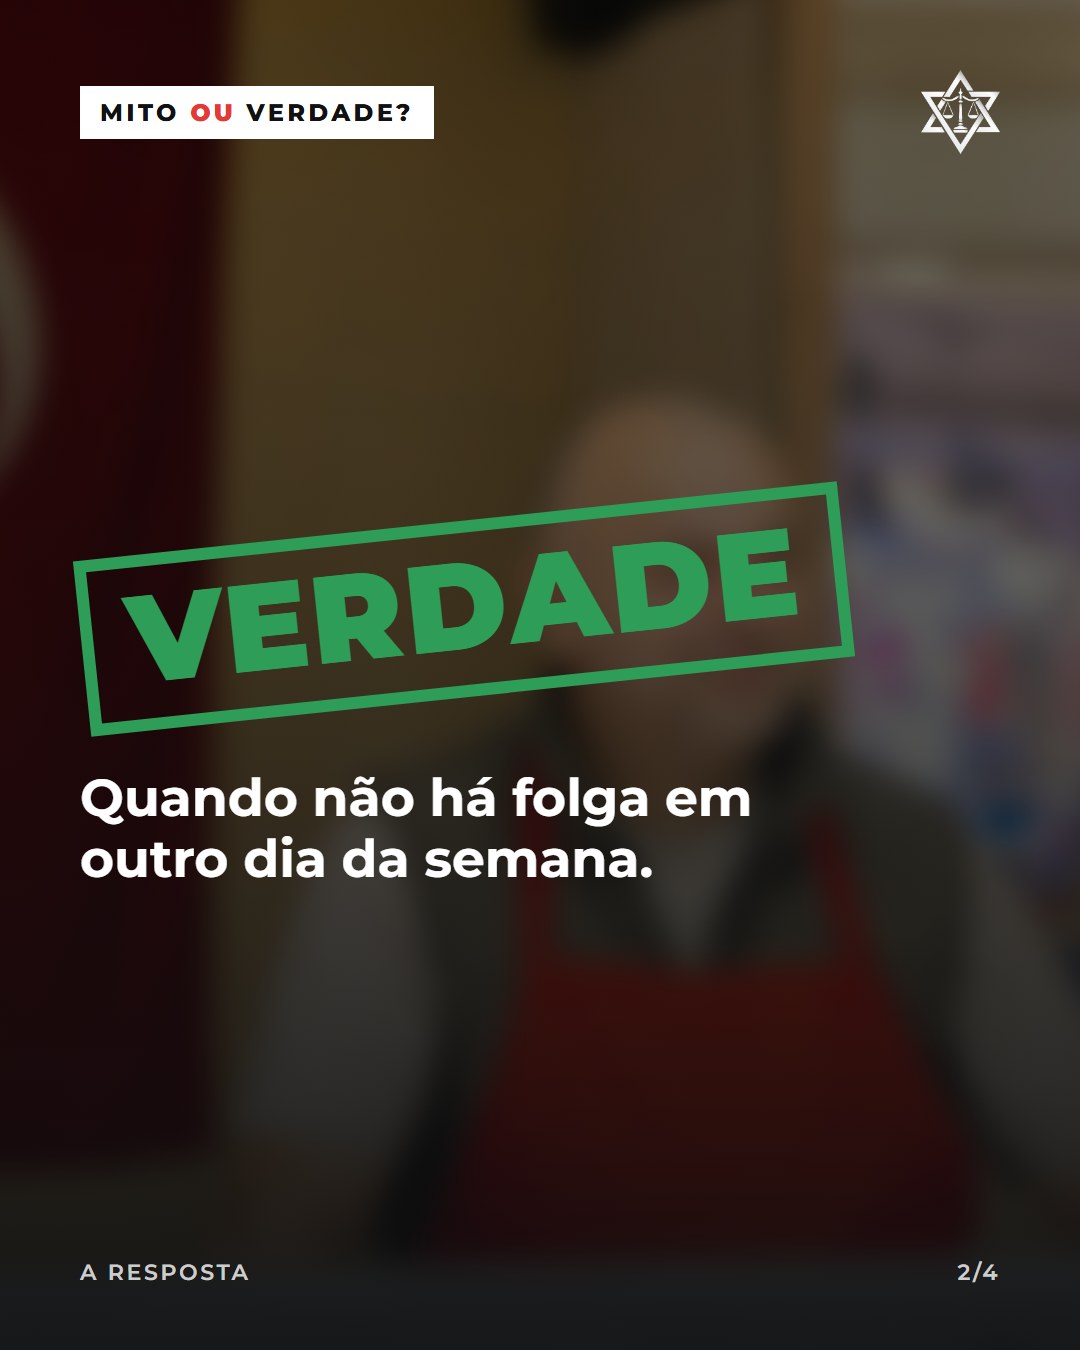 MITO OU VERDADE?
VERDADE
Quando não há folga em
outro dia da semana.
A RESPOSTA
2/4